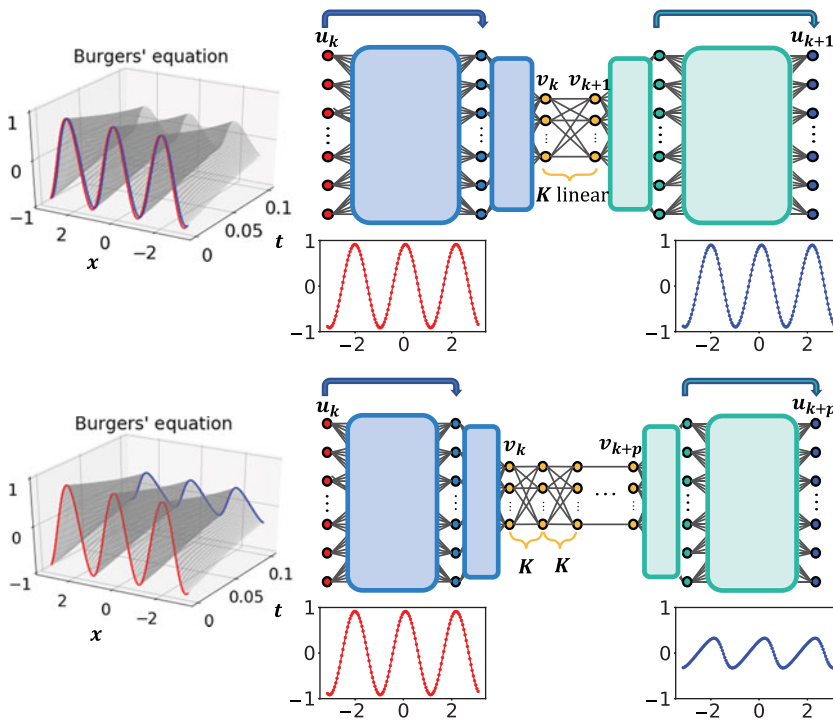 u_k
u_{k+1}
Burgers' equation
v_k v_{k+1}
1
0
−1
2 0 −2
x
0 0.05 0.1
t
K linear
1
0
−1
−2 0 2
1
0
−1
−2 0 2
u_k
u_{k+p}
Burgers' equation
v_k v_{k+p}
...
1
0
−1
2 0 −2
x
0 0.05 0.1
t
K K
1
0
−1
−2 0 2
1
0
−1
−2 0 2